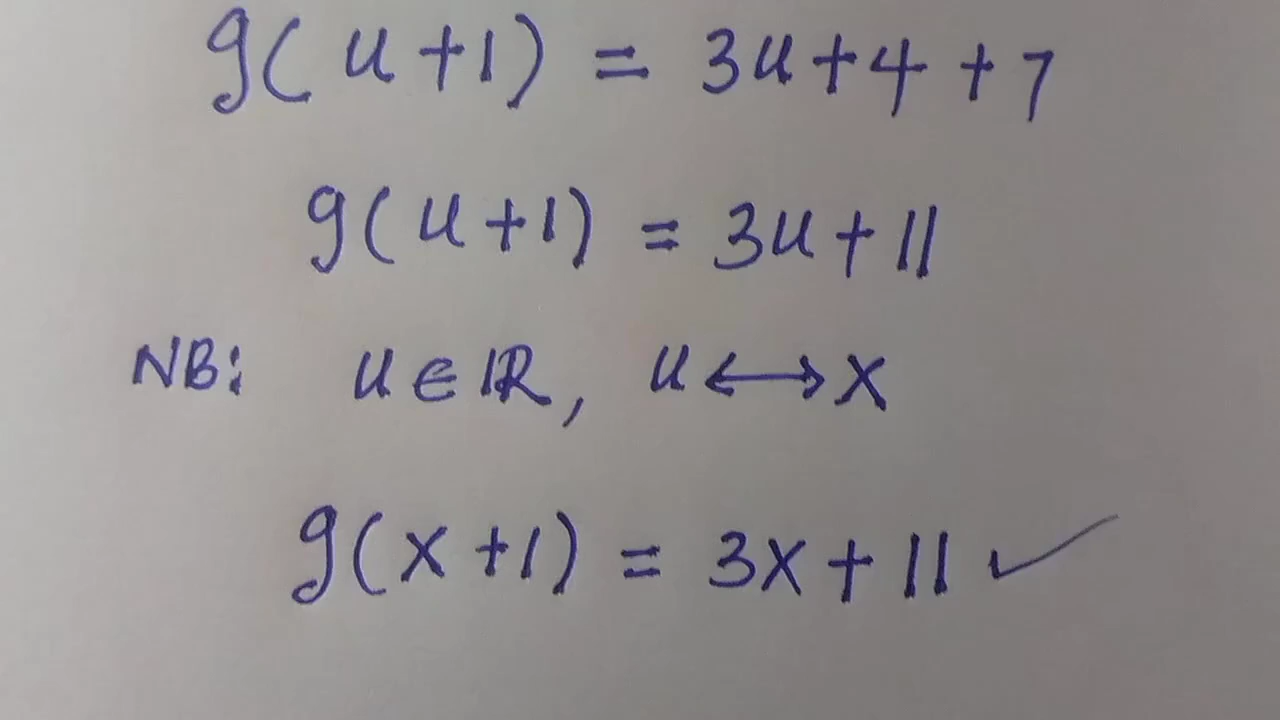 g(u+1) = 3u+4+7
g(u+1) = 3u+11
NB: u∈ℝ, u⟷x
g(x+1) = 3x+11 ✓